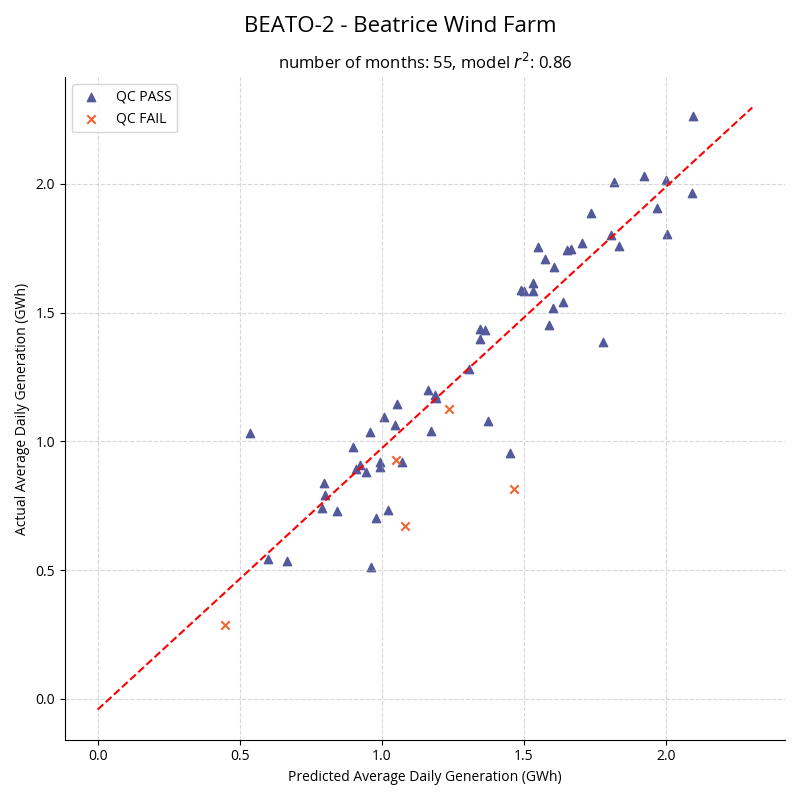 BEATO-2 - Beatrice Wind Farm
number of months: 55, model r²: 0.86
QC PASS
QC FAIL
Actual Average Daily Generation (GWh)
2.0
1.5
1.0
0.5
0.0
0.0 0.5 1.0 1.5 2.0
Predicted Average Daily Generation (GWh)